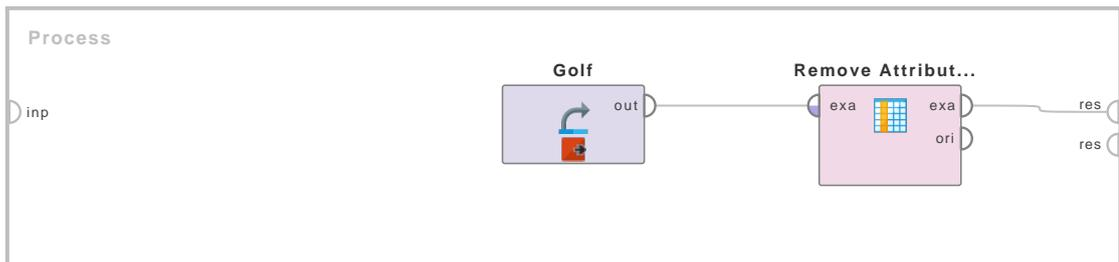 Process
Golf
Remove Attribut...
inp
out
exa
exa
res
ori
res